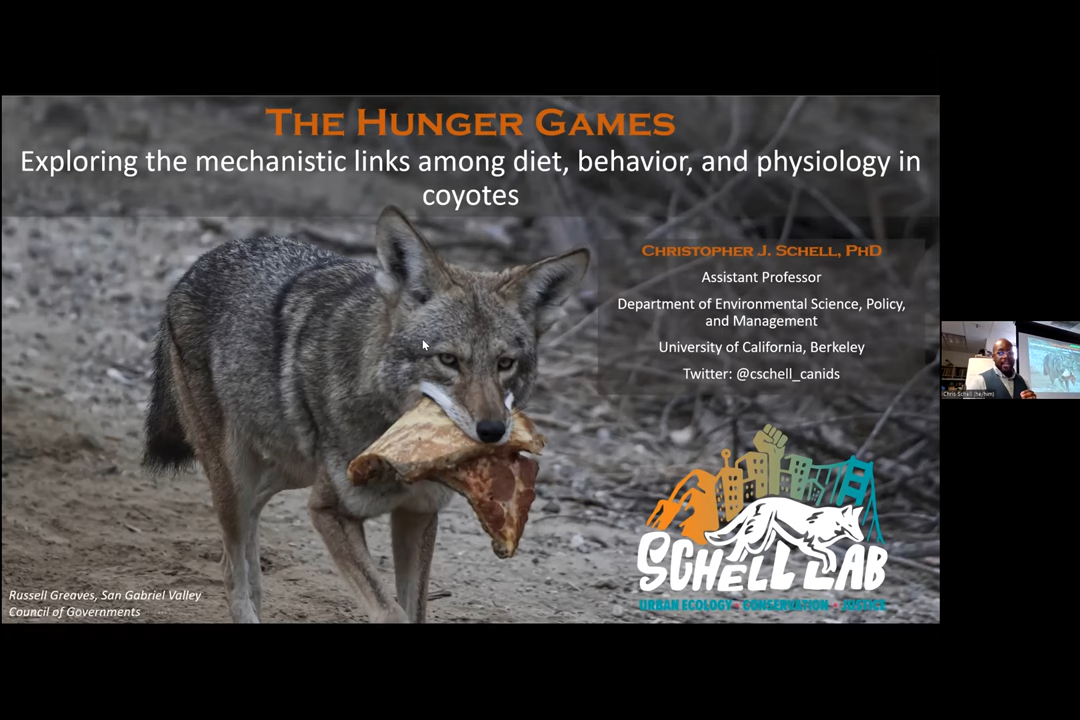 THE HUNGER GAMES
Exploring the mechanistic links among diet, behavior, and physiology in
coyotes
CHRISTOPHER J. SCHELL, PHD
Assistant Professor
Department of Environmental Science, Policy,
and Management
University of California, Berkeley
Twitter: @cschell_canids
Chris Schell (he/him)
SCHELL LAB
URBAN ECOLOGY • CONSERVATION • JUSTICE
Russell Greaves, San Gabriel Valley
Council of Governments